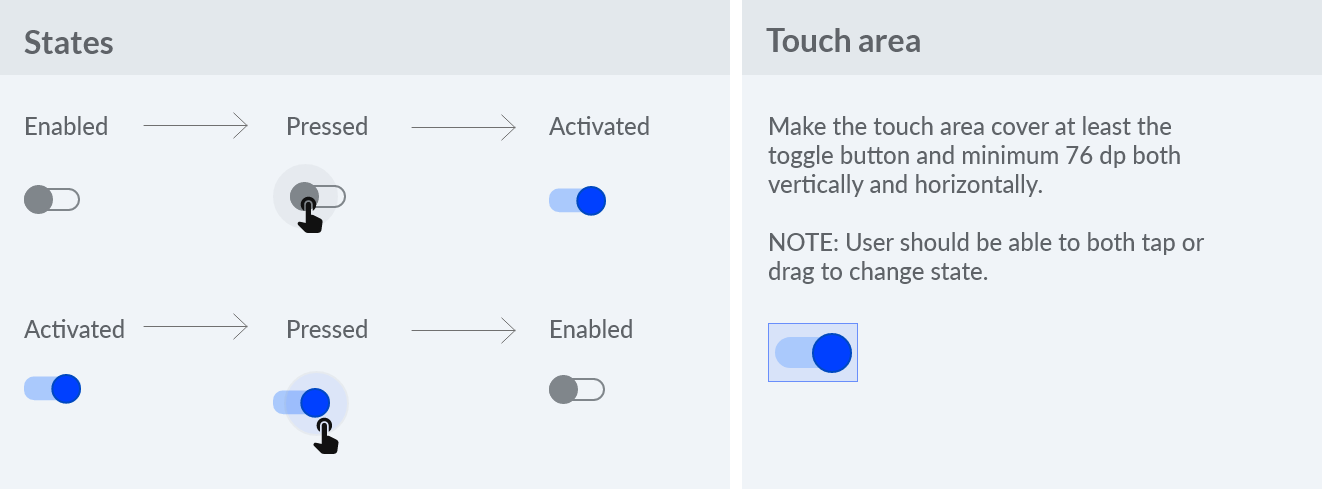 States
Enabled
Pressed
Activated
Activated
Pressed
Enabled
Touch area
Make the touch area cover at least the
toggle button and minimum 76 dp both
vertically and horizontally.
NOTE: User should be able to both tap or
drag to change state.